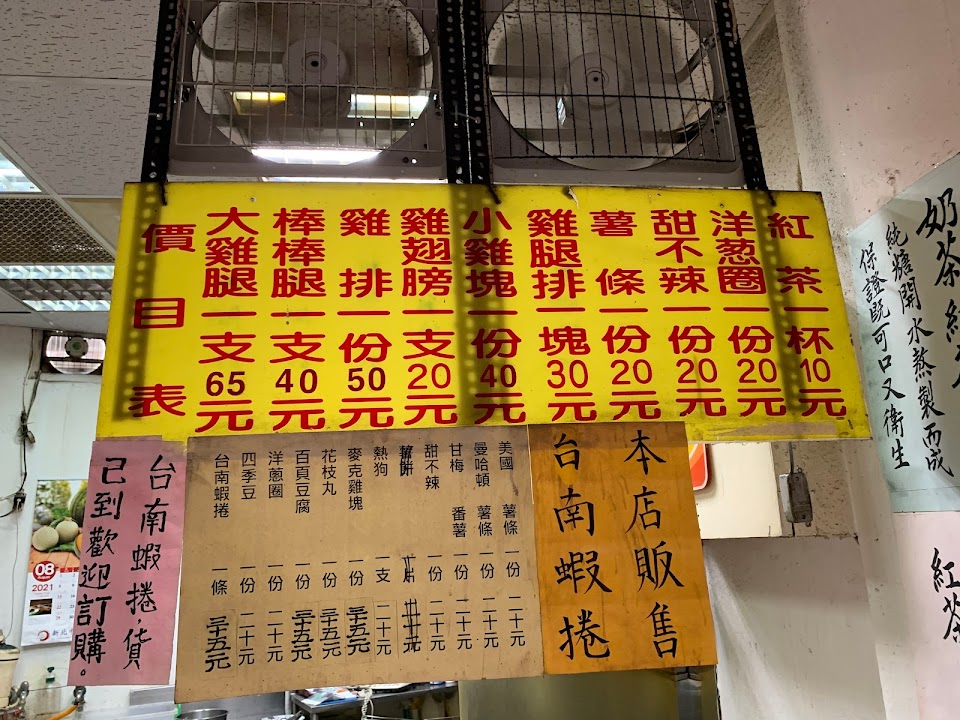 價目表
紅茶一杯10元
洋蔥圈一份20元
甜不辣一份20元
薯條一份20元
雞腿排一塊30元
小雞塊一份40元
雞翅膀一支20元
雞排一份50元
棒棒腿一支40元
大雞腿一支65元
奶茶
純糖開水熬製而成
保證既可口又衛生
紅茶
本店販售
台南蝦捲
美國 薯條 一份 二十元
曼哈頓 薯條 一份 二十元
甘梅 番薯 一份 二十元
甜不辣 一份 二十元
熱狗 一支 二十元
麥克雞塊 一份
花枝丸 一份
百頁豆腐 一份
洋蔥圈 一份 二十元
四季豆 一份 二十元
台南蝦捲 一條
台南蝦捲,貨
已到歡迎訂購。
08
2021